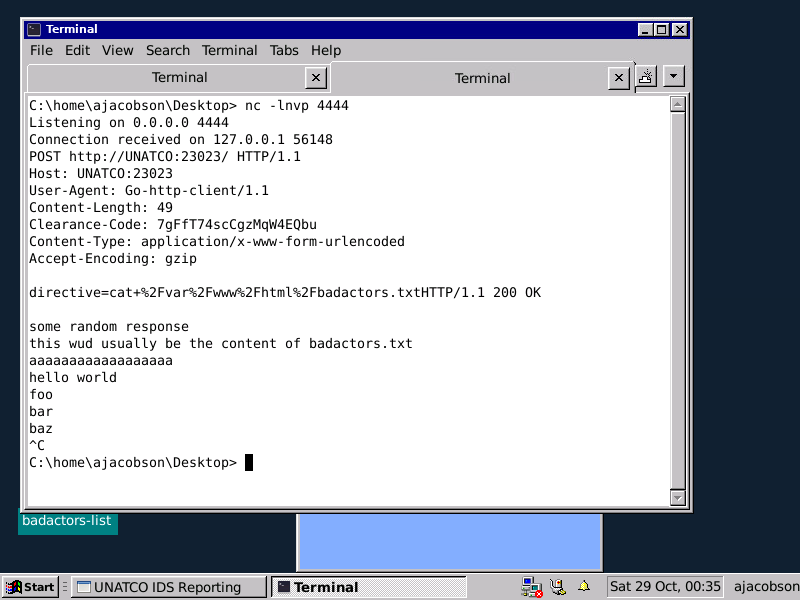 Terminal
File Edit View Search Terminal Tabs Help
Terminal Terminal
C:\home\ajacobson\Desktop> nc -lnvp 4444
Listening on 0.0.0.0 4444
Connection received on 127.0.0.1 56148
POST http://UNATCO:23023/ HTTP/1.1
Host: UNATCO:23023
User-Agent: Go-http-client/1.1
Content-Length: 49
Clearance-Code: 7gFfT74scCgzMqW4EQbu
Content-Type: application/x-www-form-urlencoded
Accept-Encoding: gzip
directive=cat+%2Fvar%2Fwww%2Fhtml%2Fbadactors.txtHTTP/1.1 200 OK
some random response
this wud usually be the content of badactors.txt
aaaaaaaaaaaaaaaaaa
hello world
foo
bar
baz
^C
C:\home\ajacobson\Desktop>
badactors-list
Start UNATCO IDS Reporting Terminal Sat 29 Oct, 00:35 ajacobson